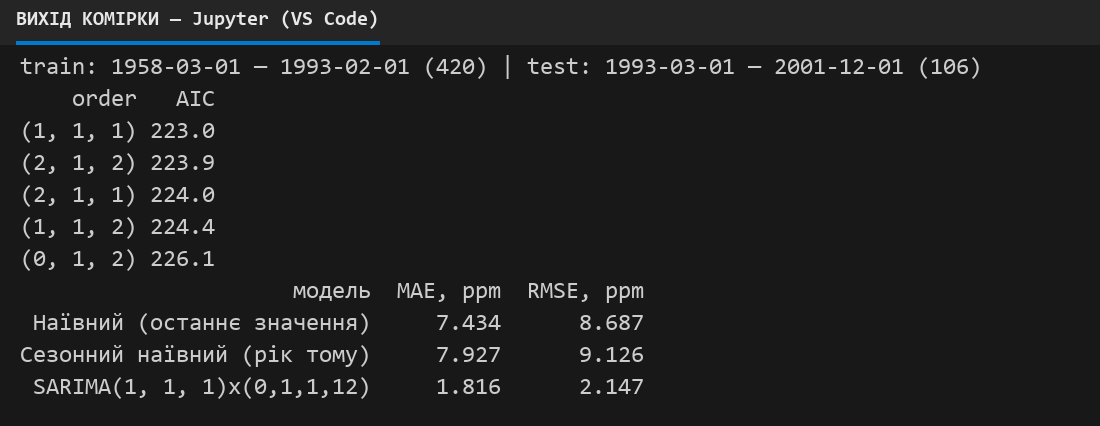 ВИХІД КОМІРКИ — Jupyter (VS Code)
train: 1958-03-01 — 1993-02-01 (420) | test: 1993-03-01 — 2001-12-01 (106)
order AIC
(1, 1, 1) 223.0
(2, 1, 2) 223.9
(2, 1, 1) 224.0
(1, 1, 2) 224.4
(0, 1, 2) 226.1
модель MAE, ppm RMSE, ppm
Наївний (останнє значення) 7.434 8.687
Сезонний наївний (рік тому) 7.927 9.126
SARIMA(1, 1, 1)x(0,1,1,12) 1.816 2.147